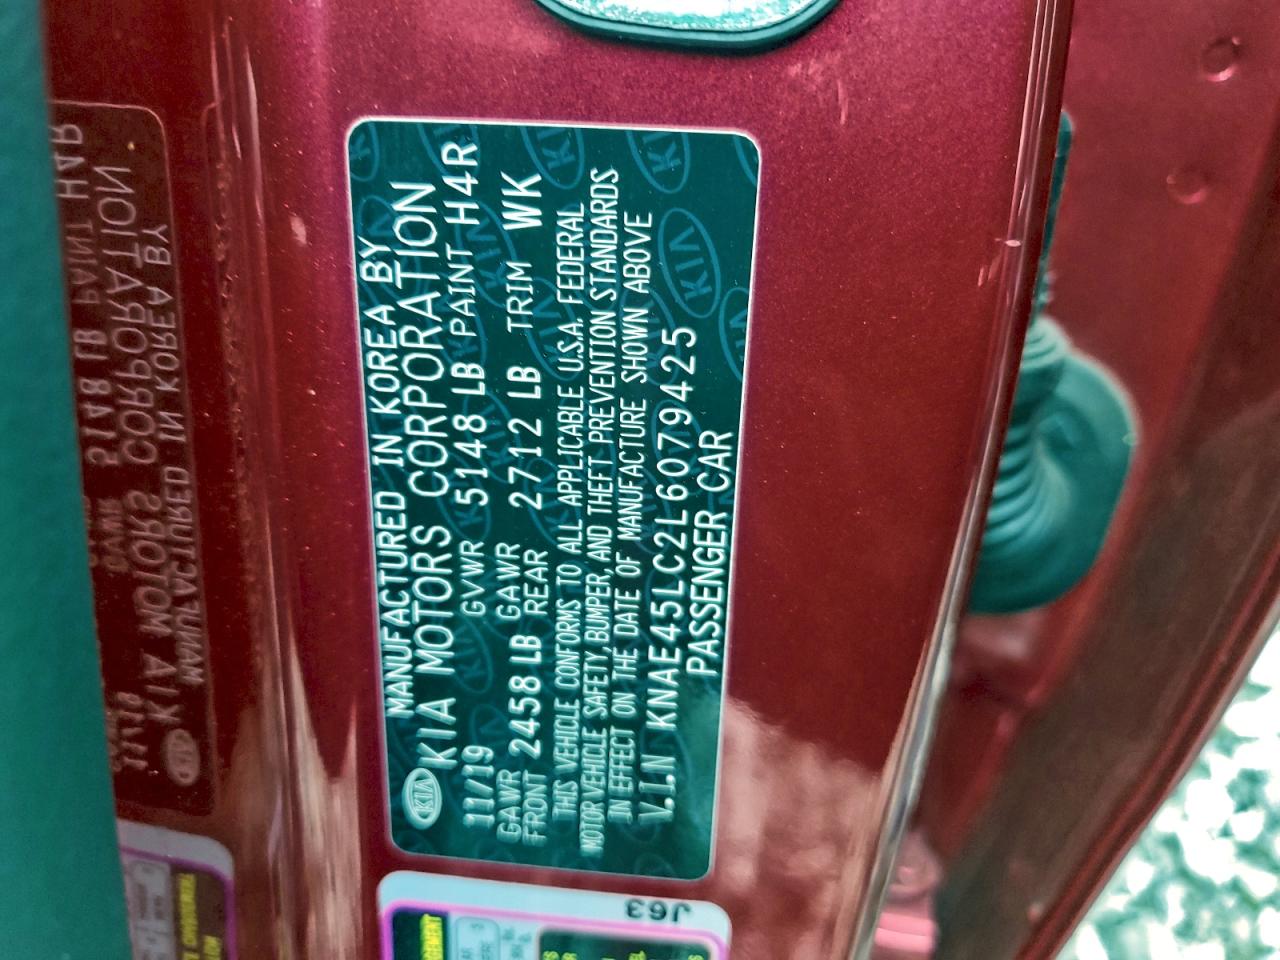 MANUFACTURED IN KOREA BY
KIA KIA MOTORS CORPORATION
11/19 GVWR 5148 LB PAINT H4R
GAWR FRONT 2458 LB GAWR REAR 2712 LB TRIM WK
THIS VEHICLE CONFORMS TO ALL APPLICABLE U.S.A. FEDERAL
MOTOR VEHICLE SAFETY, BUMPER, AND THEFT PREVENTION STANDARDS
IN EFFECT ON THE DATE OF MANUFACTURE SHOWN ABOVE
V.I.N KNAE45LC2L6079425
PASSENGER CAR
J63